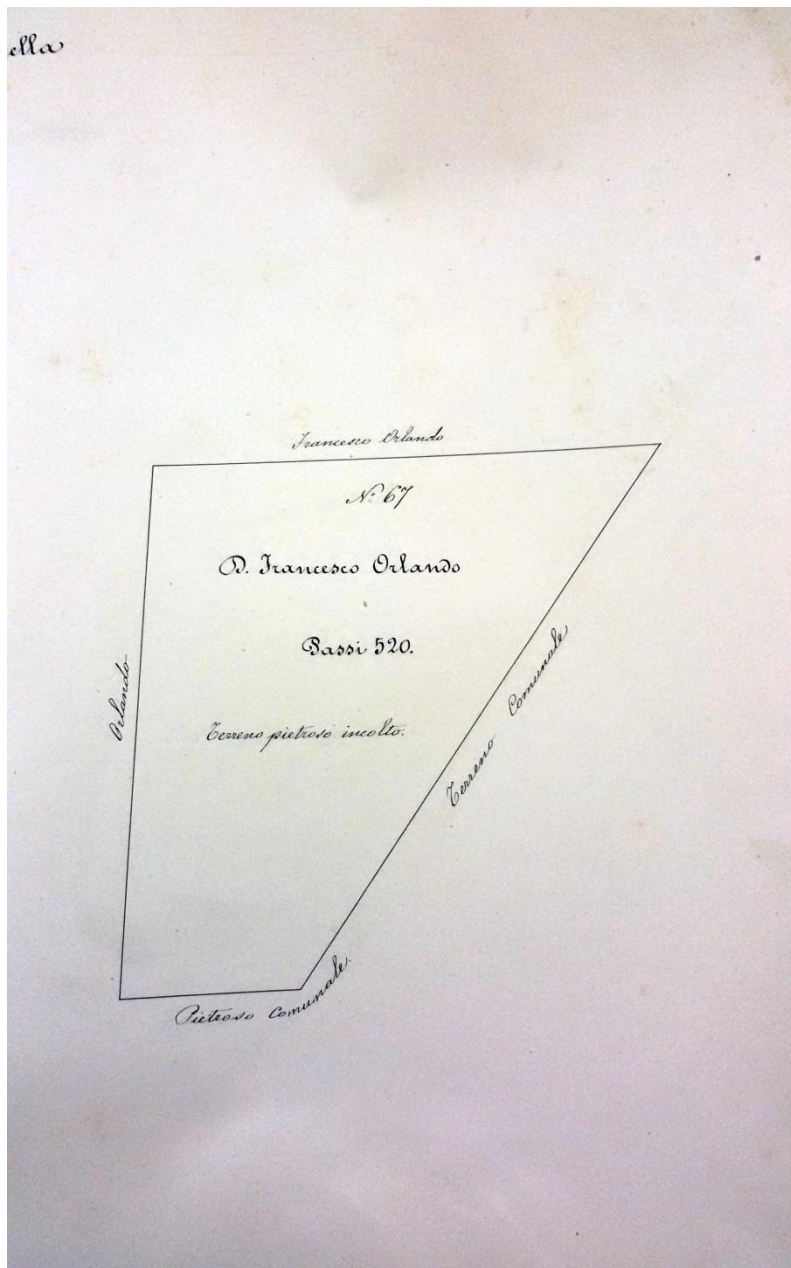 ella
Francesco Orlando
N.º 67
D. Francesco Orlando
Passi 520.
Orlando
Terreno Comunale
Terreno pietroso incolto.
Pietroso Comunale.